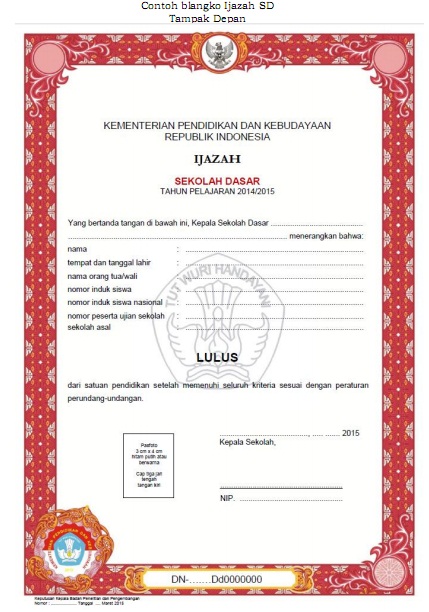 Contoh blangko Ijazah SD
Tampak Depan
KEMENTERIAN PENDIDIKAN DAN KEBUDAYAAN
REPUBLIK INDONESIA
IJAZAH
SEKOLAH DASAR
TAHUN PELAJARAN 2014/2015
Yang bertanda tangan di bawah ini, Kepala Sekolah Dasar ..........................................
.................................................................................................... menerangkan bahwa:
nama : ..................................................................................
tempat dan tanggal lahir : ..................................................................................
nama orang tua/wali : ..................................................................................
nomor induk siswa : ..................................................................................
nomor induk siswa nasional : ..................................................................................
nomor peserta ujian sekolah : ..................................................................................
sekolah asal : ..................................................................................
TUT WURI HANDAYANI
LULUS
dari satuan pendidikan setelah memenuhi seluruh kriteria sesuai dengan peraturan
perundang-undangan.
........................................, ..... ........ 2015
Kepala Sekolah,
Pasfoto
3 cm x 4 cm
hitam putih atau
berwarna
Cap tiga jari
tengah
tangan kiri
NIP. ................................................
DN-.......Dd0000000
Keputusan Kepala Badan Penelitian dan Pengembangan
Nomor : ................ Tanggal .... Maret 2015